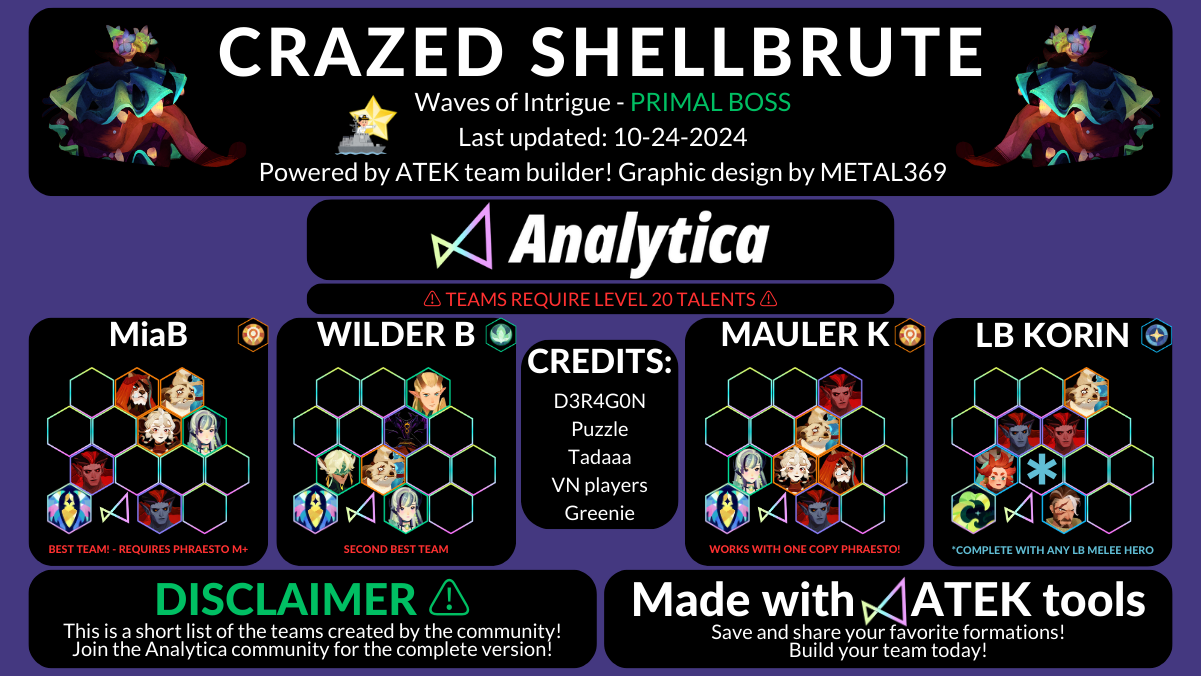 CRAZED SHELLBRUTE
Waves of Intrigue - PRIMAL BOSS
Last updated: 10-24-2024
Powered by ATEK team builder! Graphic design by METAL369
Analytica
TEAMS REQUIRE LEVEL 20 TALENTS
MiaB
BEST TEAM! - REQUIRES PHRAESTO M+
WILDER B
SECOND BEST TEAM
CREDITS:
D3R4G0N
Puzzle
Tadaaa
VN players
Greenie
MAULER K
WORKS WITH ONE COPY PHRAESTO!
LB KORIN
*
*COMPLETE WITH ANY LB MELEE HERO
DISCLAIMER
This is a short list of the teams created by the community!
Join the Analytica community for the complete version!
Made with ATEK tools
Save and share your favorite formations!
Build your team today!